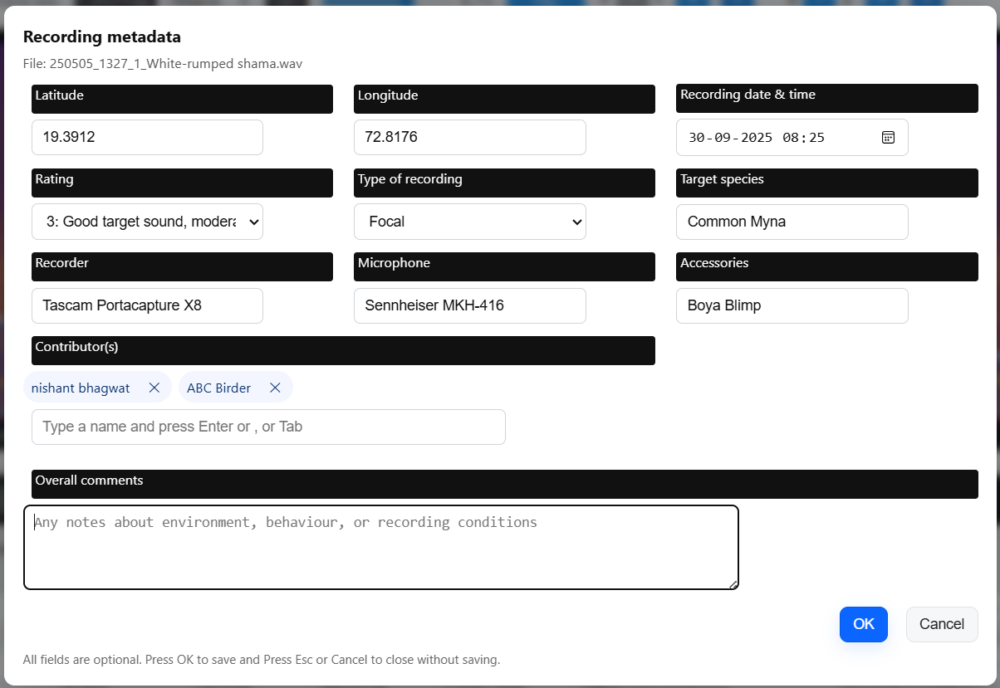 Recording metadata
File: 250505_1327_1_White-rumped shama.wav
Latitude Longitude Recording date & time
19.3912 72.8176 30-09-2025 08:25
Rating Type of recording Target species
3: Good target sound, modera Focal Common Myna
Recorder Microphone Accessories
Tascam Portacapture X8 Sennheiser MKH-416 Boya Blimp
Contributor(s)
nishant bhagwat ABC Birder
Type a name and press Enter or , or Tab
Overall comments
Any notes about environment, behaviour, or recording conditions
OK Cancel
All fields are optional. Press OK to save and Press Esc or Cancel to close without saving.